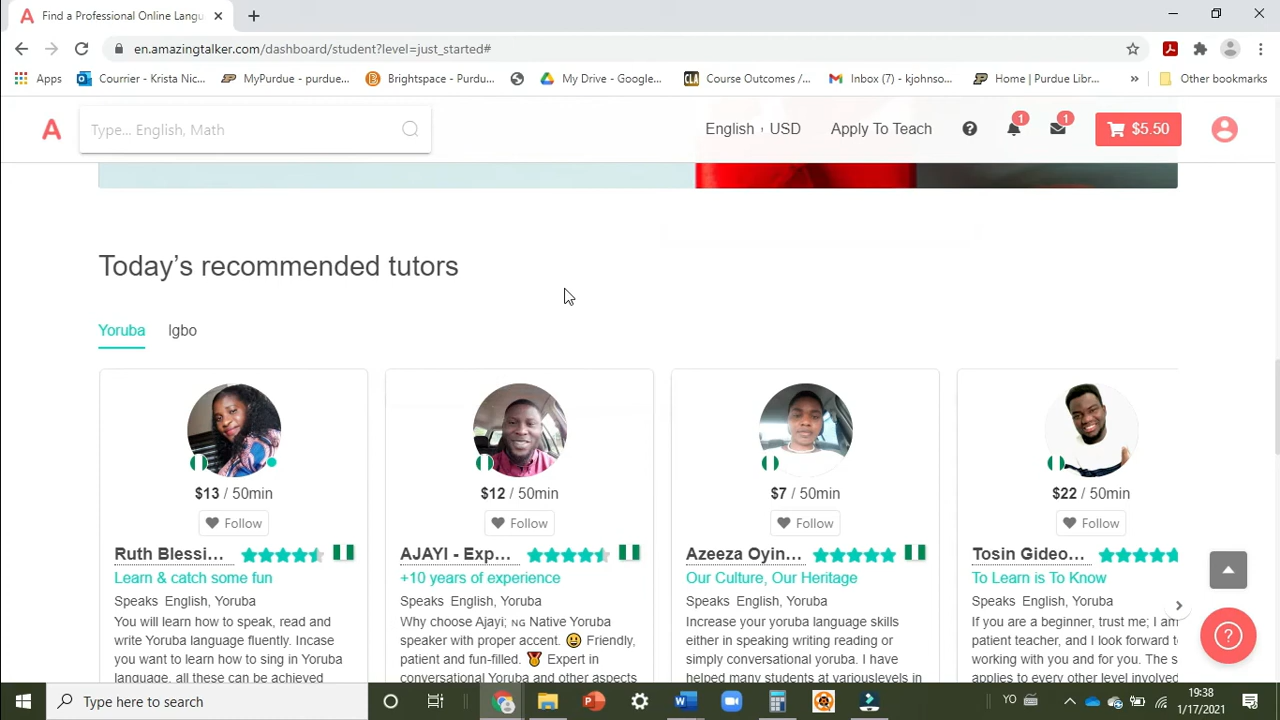 Find a Professional Online Langu
en.amazingtalker.com/dashboard/student?level=just_started#
Apps
Courrier - Krista Nic...
MyPurdue - purdue...
Brightspace - Purdu...
My Drive - Google...
Course Outcomes /...
Inbox (7) - kjohnso...
Home | Purdue Libr...
»
Other bookmarks
A
Type... English, Math
English › USD
Apply To Teach
1
1
$5.50
Today's recommended tutors
Yoruba
Igbo
$13 / 50min
Follow
Ruth Blessi...
Learn & catch some fun
Speaks English, Yoruba
You will learn how to speak, read and
write Yoruba language fluently. Incase
you want to learn how to sing in Yoruba
language, all these can be achieved
$12 / 50min
Follow
AJAYI - Exp...
+10 years of experience
Speaks English, Yoruba
Why choose Ajayi; NG Native Yoruba
speaker with proper accent. 😃 Friendly,
patient and fun-filled. 🏅 Expert in
conversational Yoruba and other aspects
$7 / 50min
Follow
Azeeza Oyin...
Our Culture, Our Heritage
Speaks English, Yoruba
Increase your yoruba language skills
either in speaking writing reading or
simply conversational yoruba. I have
helped many students at variouslevels in
$22 / 50min
Follow
Tosin Gideo...
To Learn is To Know
Speaks English, Yoruba
If you are a beginner, trust me; I am
patient teacher, and I look forward t
working with you and for you. The s
applies to every other level involved
Type here to search
YO
19:38
1/17/2021